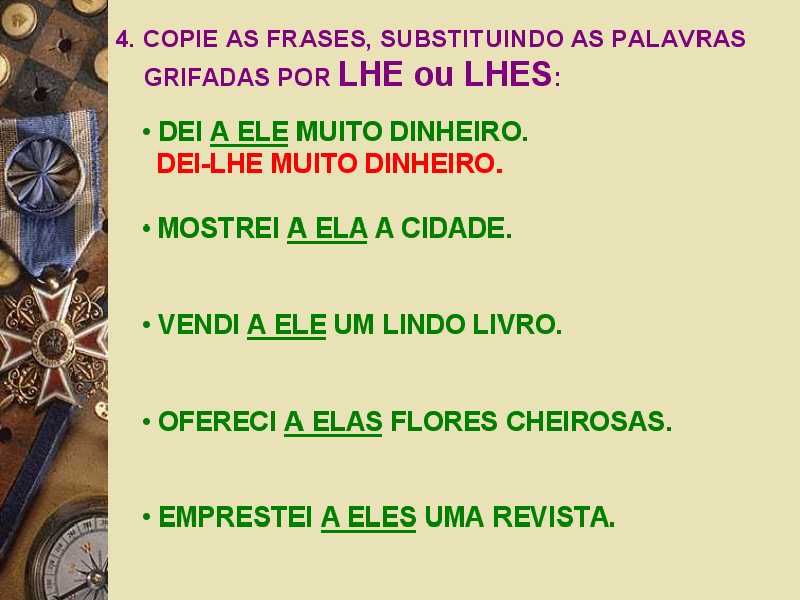 4. COPIE AS FRASES, SUBSTITUINDO AS PALAVRAS
GRIFADAS POR LHE ou LHES:
• DEI A ELE MUITO DINHEIRO.
DEI-LHE MUITO DINHEIRO.
• MOSTREI A ELA A CIDADE.
• VENDI A ELE UM LINDO LIVRO.
• OFERECI A ELAS FLORES CHEIROSAS.
• EMPRESTEI A ELES UMA REVISTA.